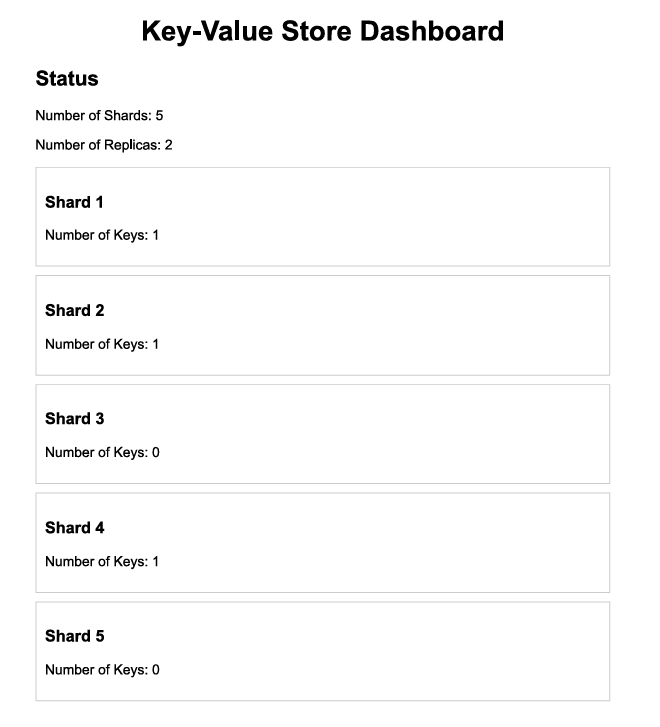 Key-Value Store Dashboard
Status
Number of Shards: 5
Number of Replicas: 2
Shard 1
Number of Keys: 1
Shard 2
Number of Keys: 1
Shard 3
Number of Keys: 0
Shard 4
Number of Keys: 1
Shard 5
Number of Keys: 0